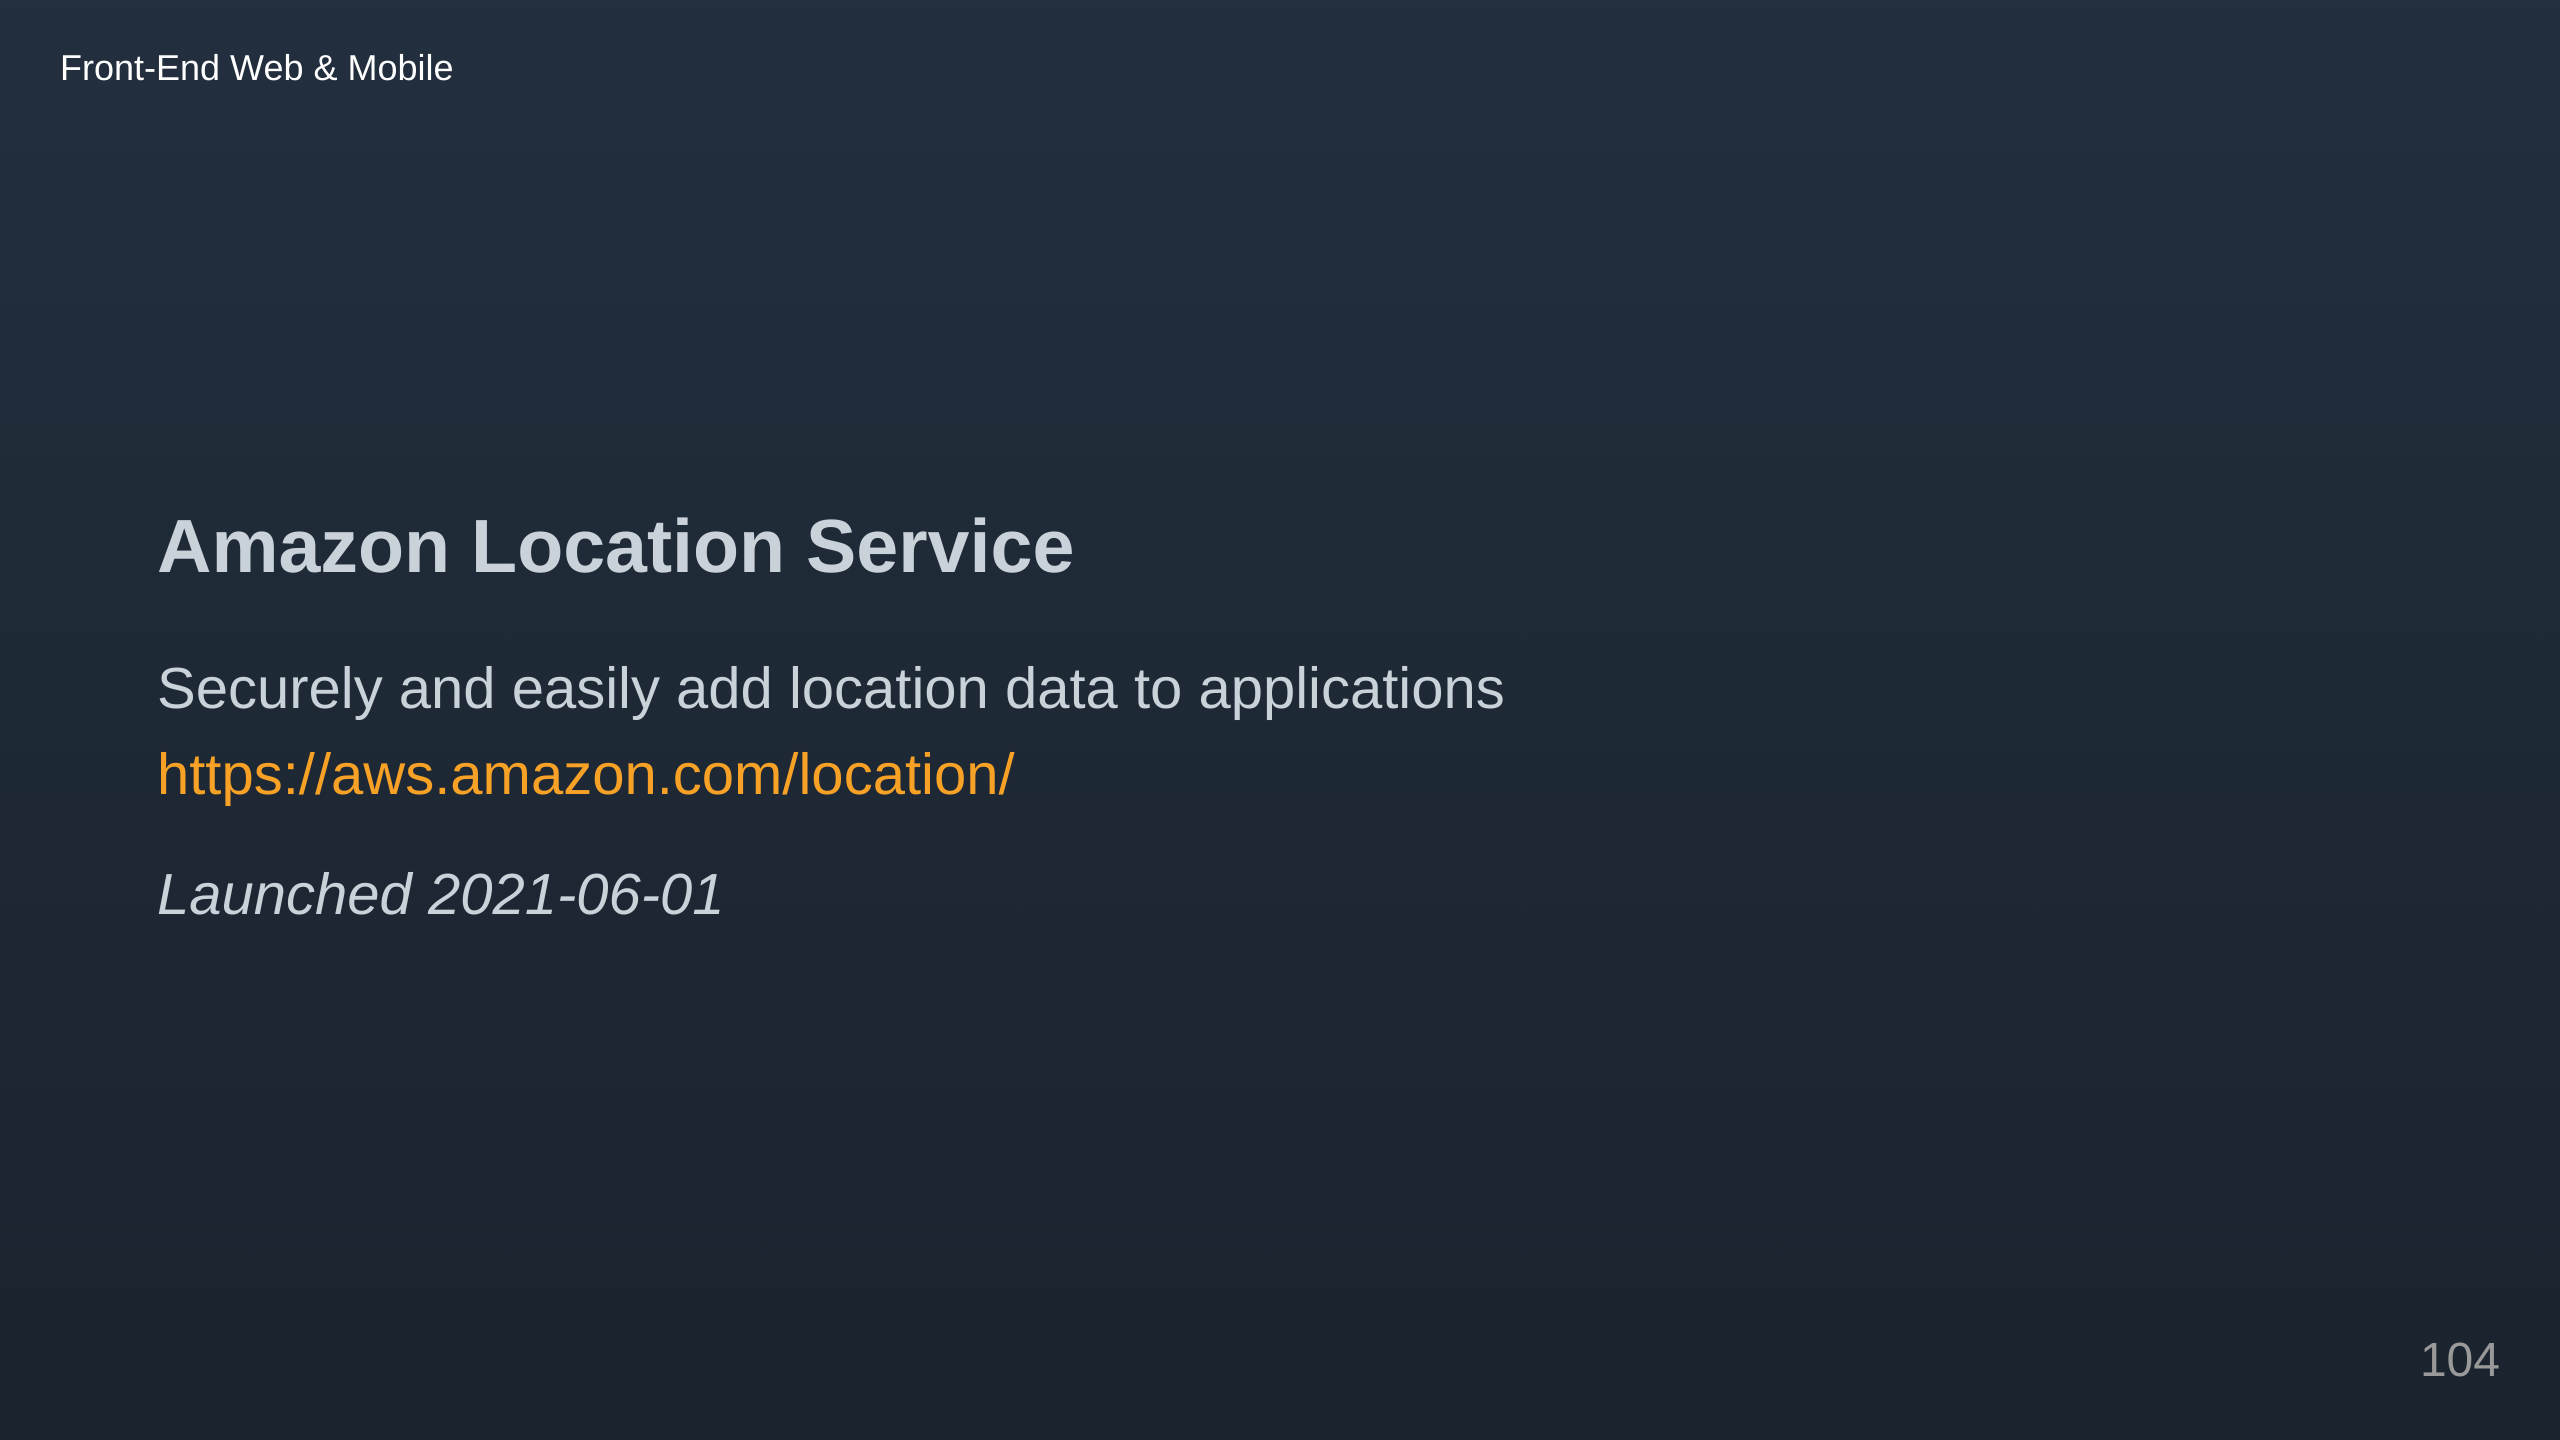 Front-End Web & Mobile
Amazon Location Service
Securely and easily add location data to applications
https://aws.amazon.com/location/
Launched 2021-06-01
104